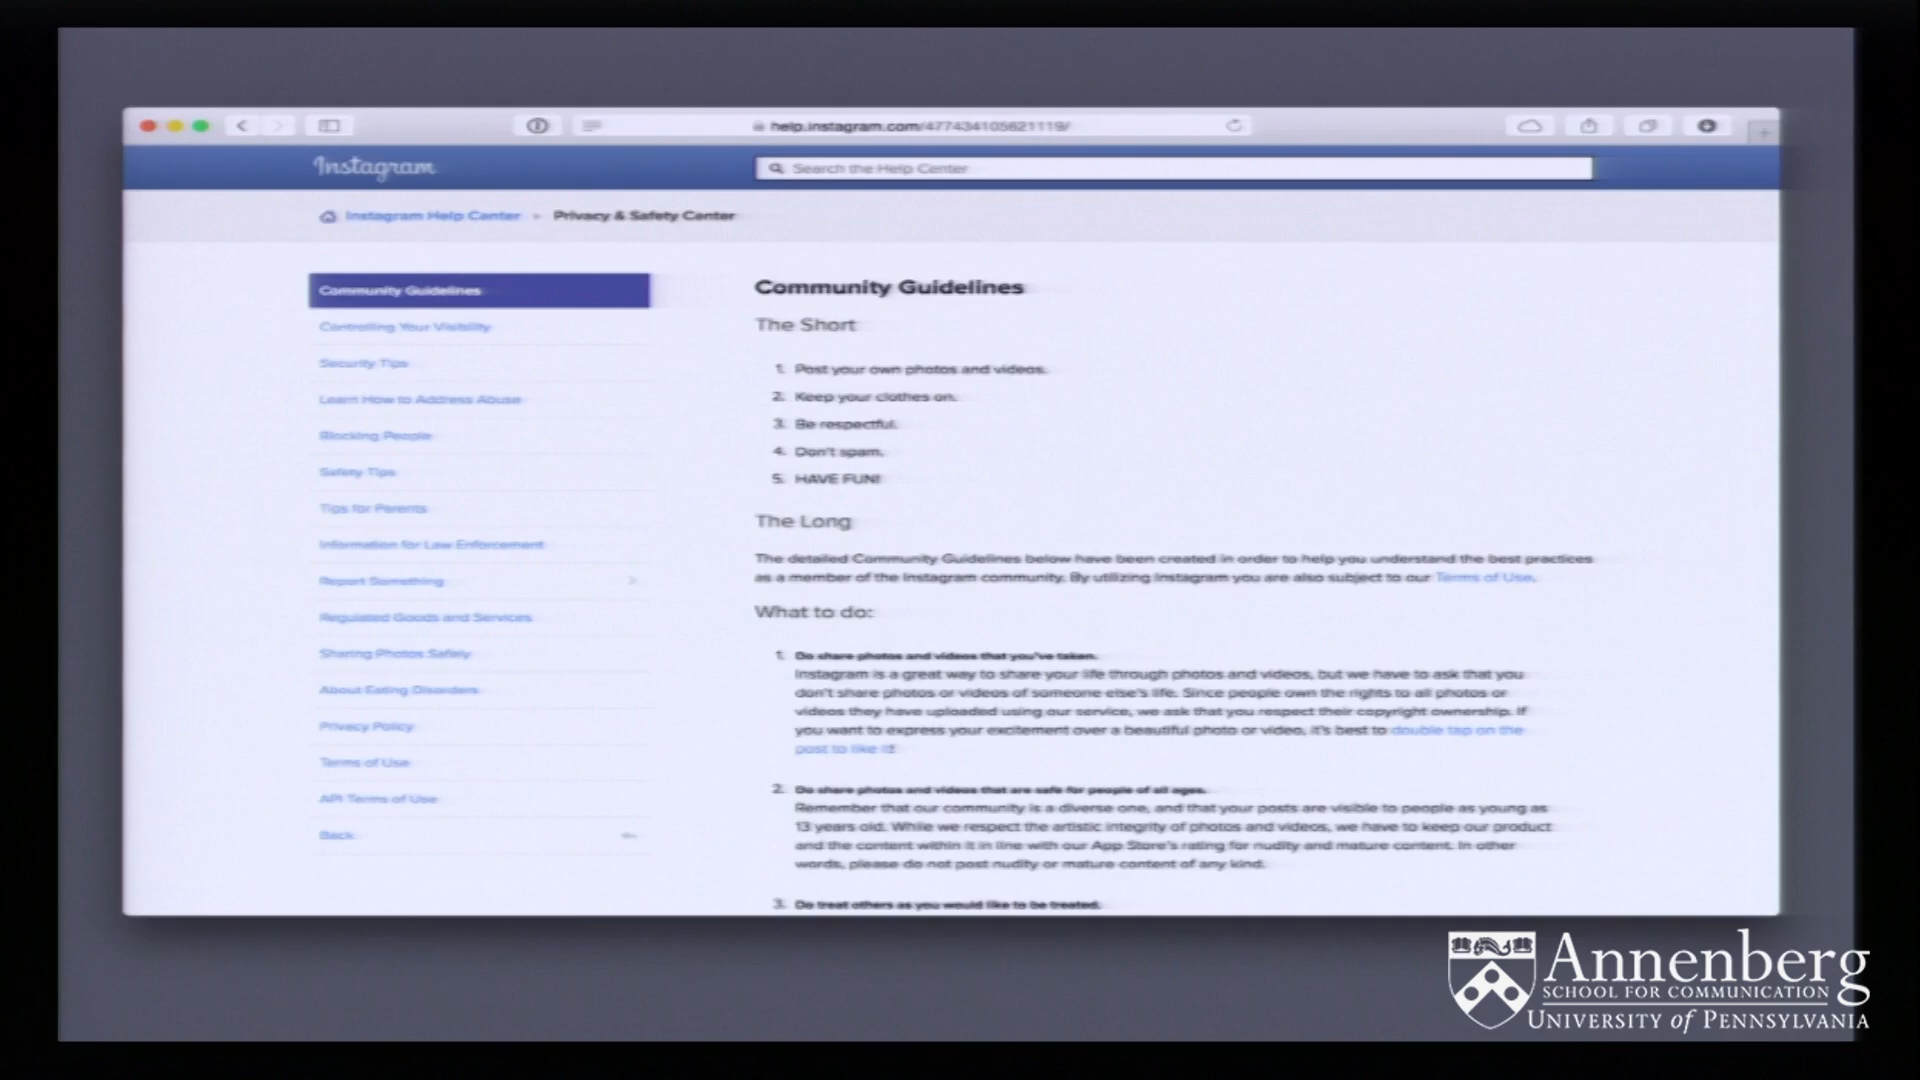 help.instagram.com/477434105621119/
Instagram
Search the Help Center
Instagram Help Center
Privacy & Safety Center
Community Guidelines
Controlling Your Visibility
Security Tips
Learn How to Address Abuse
Blocking People
Safety Tips
Tips for Parents
Information for Law Enforcement
Report Something
Regulated Goods and Services
Sharing Photos Safely
About Eating Disorders
Privacy Policy
Terms of Use
API Terms of Use
Back
Community Guidelines
The Short
1. Post your own photos and videos.
2. Keep your clothes on.
3. Be respectful.
4. Don't spam.
5. HAVE FUN!
The Long
The detailed Community Guidelines below have been created in order to help you understand the best practices
as a member of the Instagram community. By utilizing Instagram you are also subject to our Terms of Use.
What to do:
1. Do share photos and videos that you've taken.
Instagram is a great way to share your life through photos and videos, but we have to ask that you
don't share photos or videos of someone else's life. Since people own the rights to all photos or
videos they have uploaded using our service, we ask that you respect their copyright ownership. If
you want to express your excitement over a beautiful photo or video, it's best to double tap on the
post to like it!
2. Do share photos and videos that are safe for people of all ages.
Remember that our community is a diverse one, and that your posts are visible to people as young as
13 years old. While we respect the artistic integrity of photos and videos, we have to keep our product
and the content within it in line with our App Store's rating for nudity and mature content. In other
words, please do not post nudity or mature content of any kind.
3. Do treat others as you would like to be treated.
Annenberg
SCHOOL FOR COMMUNICATION
UNIVERSITY of PENNSYLVANIA